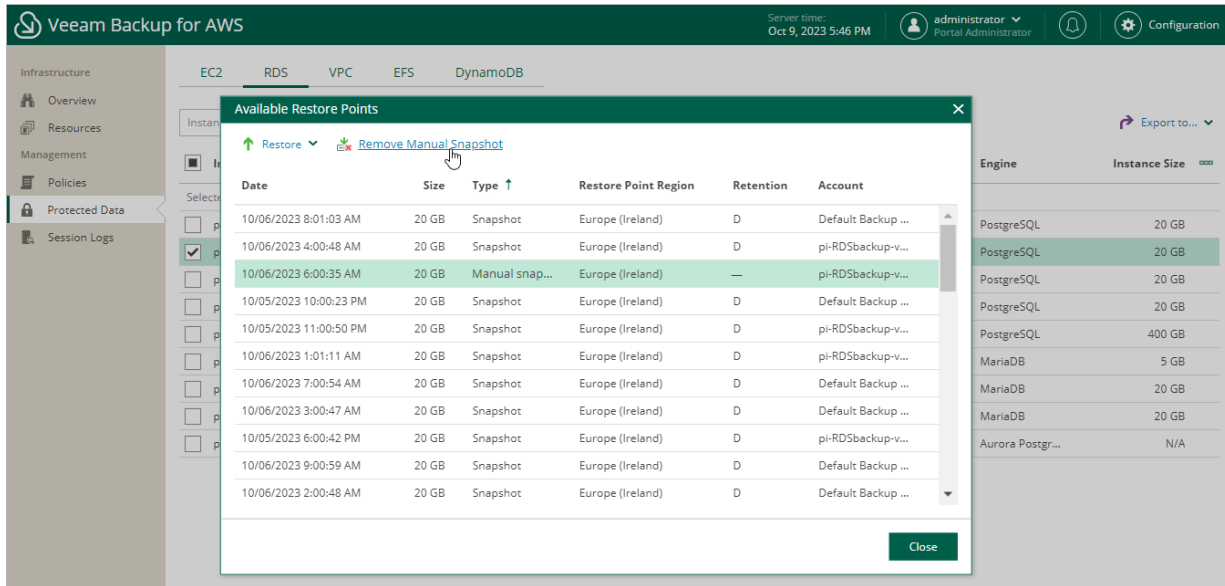 Veeam Backup for AWS
Server time:
Oct 9, 2023 5:46 PM
administrator
Portal Administrator
Configuration
Infrastructure
Overview
Resources
Management
Policies
Protected Data
Session Logs
EC2 RDS VPC EFS DynamoDB
Export to...
Engine Instance Size
PostgreSQL 20 GB
PostgreSQL 20 GB
PostgreSQL 20 GB
PostgreSQL 20 GB
PostgreSQL 400 GB
MariaDB 5 GB
MariaDB 20 GB
MariaDB 20 GB
Aurora Postgr... N/A
Available Restore Points
Restore Remove Manual Snapshot
Date Size Type ↑ Restore Point Region Retention Account
10/06/2023 8:01:03 AM 20 GB Snapshot Europe (Ireland) D Default Backup ...
10/06/2023 4:00:48 AM 20 GB Snapshot Europe (Ireland) D pi-RDSbackup-v...
10/06/2023 6:00:35 AM 20 GB Manual snap... Europe (Ireland) — pi-RDSbackup-v...
10/05/2023 10:00:23 PM 20 GB Snapshot Europe (Ireland) D Default Backup ...
10/05/2023 11:00:50 PM 20 GB Snapshot Europe (Ireland) D pi-RDSbackup-v...
10/06/2023 1:01:11 AM 20 GB Snapshot Europe (Ireland) D pi-RDSbackup-v...
10/06/2023 7:00:54 AM 20 GB Snapshot Europe (Ireland) D Default Backup ...
10/06/2023 3:00:47 AM 20 GB Snapshot Europe (Ireland) D Default Backup ...
10/05/2023 6:00:42 PM 20 GB Snapshot Europe (Ireland) D pi-RDSbackup-v...
10/06/2023 9:00:59 AM 20 GB Snapshot Europe (Ireland) D Default Backup ...
10/06/2023 2:00:48 AM 20 GB Snapshot Europe (Ireland) D Default Backup ...
Close